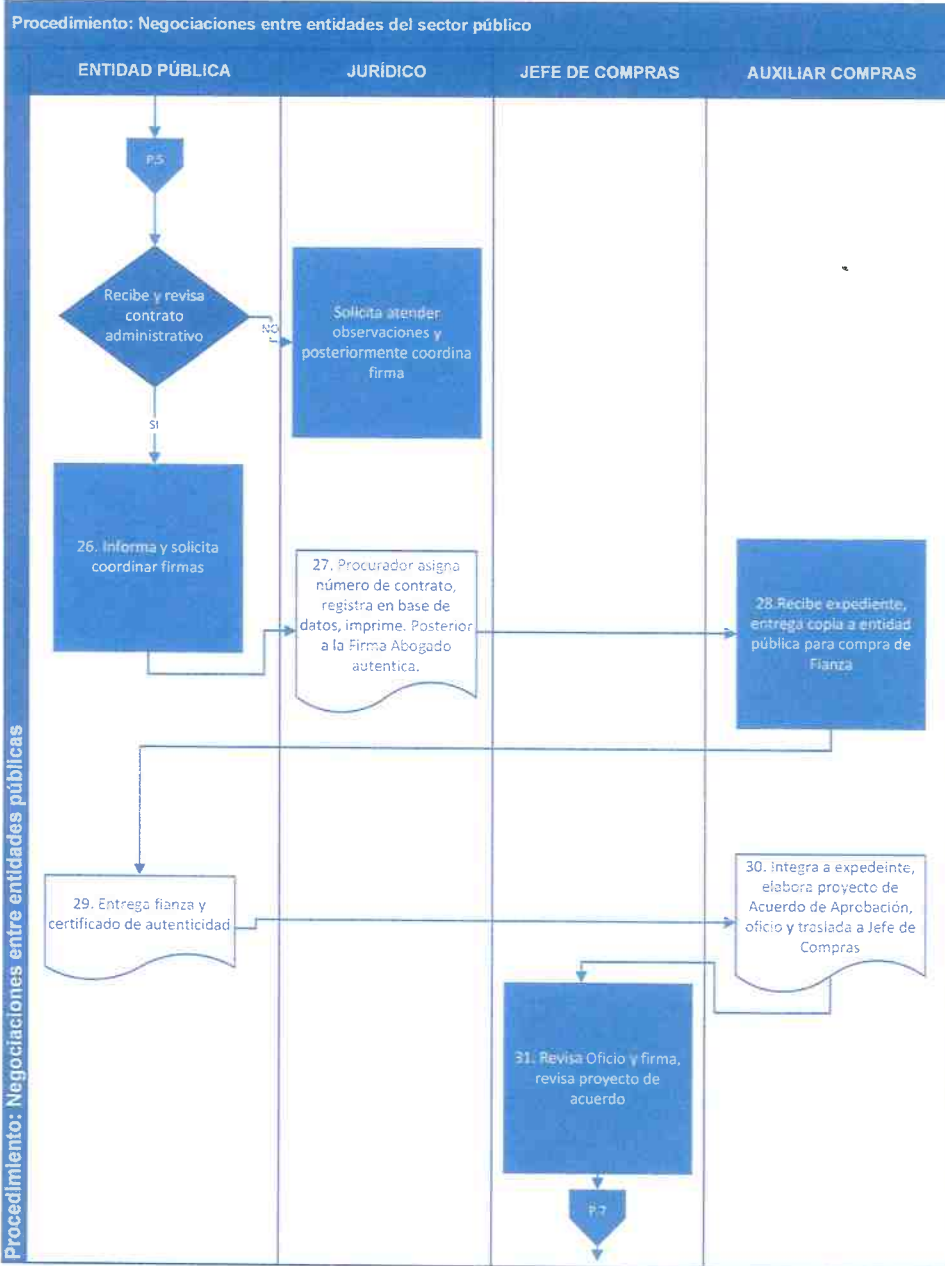 Procedimiento: Negociaciones entre entidades del sector público
ENTIDAD PÚBLICA
JURÍDICO
JEFE DE COMPRAS
AUXILIAR COMPRAS
P.5
Recibe y revisa
contrato
administrativo
NO
SI
Solicita atender
observaciones y
posteriormente coordina
firma
26. Informa y solicita
coordinar firmas
27. Procurador asigna
número de contrato,
registra en base de
datos, imprime. Posterior
a la Firma Abogado
autentica.
28.Recibe expediente,
entrega copia a entidad
pública para compra de
Fianza
29. Entrega fianza y
certificado de autenticidad
30. Integra a expedeinte,
elabora proyecto de
Acuerdo de Aprobación,
oficio y traslada a Jefe de
Compras
31. Revisa Oficio y firma,
revisa proyecto de
acuerdo
P.7
Procedimiento: Negociaciones entre entidades públicas